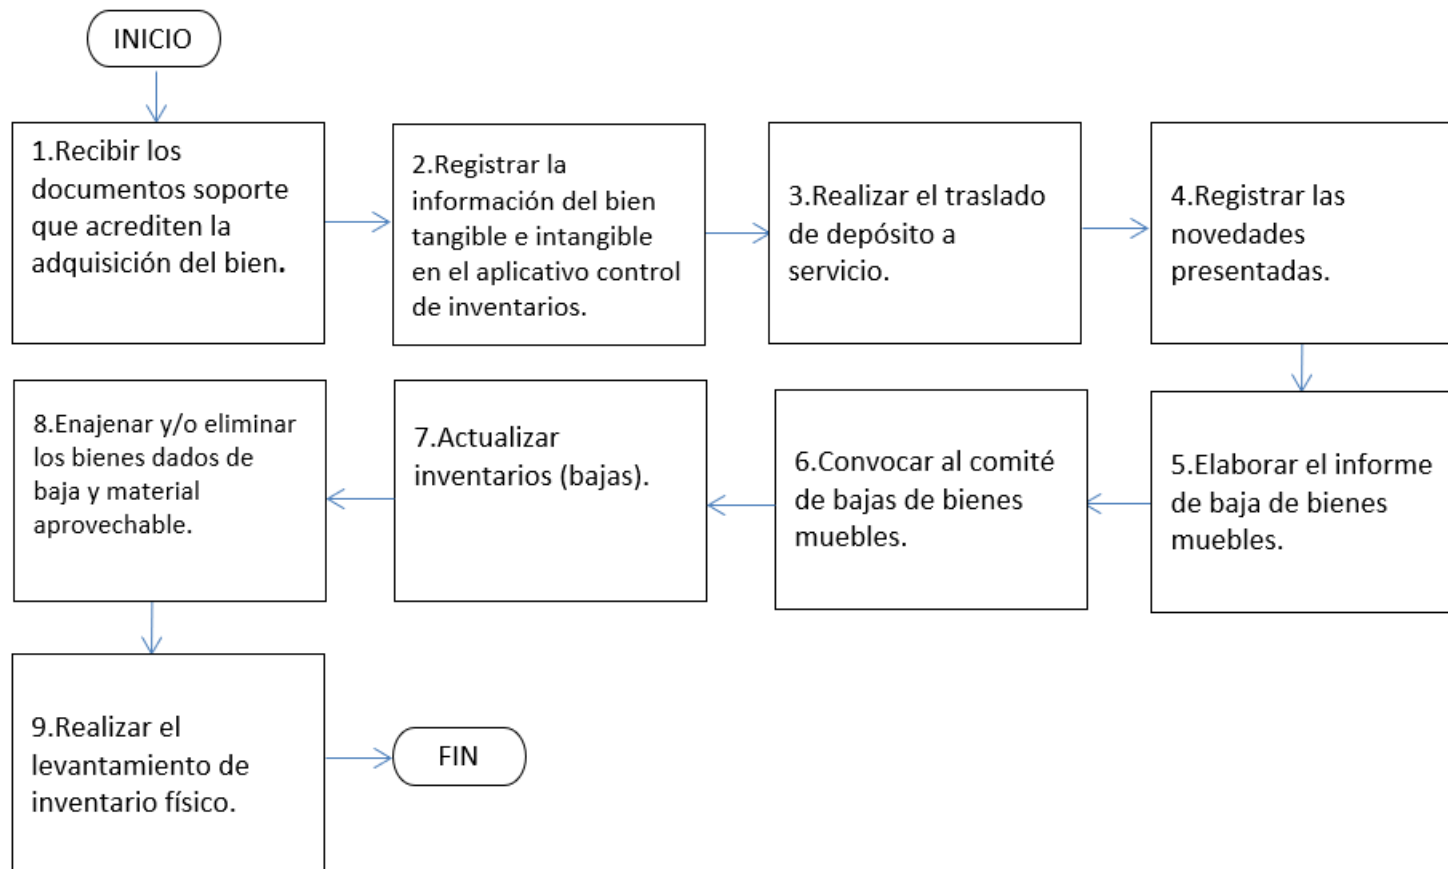 INICIO
1.Recibir los
documentos soporte
que acrediten la
adquisición del bien.
2.Registrar la
información del bien
tangible e intangible
en el aplicativo control
de inventarios.
3.Realizar el traslado
de depósito a
servicio.
4.Registrar las
novedades
presentadas.
5.Elaborar el informe
de baja de bienes
muebles.
6.Convocar al comité
de bajas de bienes
muebles.
7.Actualizar
inventarios (bajas).
8.Enajenar y/o eliminar
los bienes dados de
baja y material
aprovechable.
9.Realizar el
levantamiento de
inventario físico.
FIN